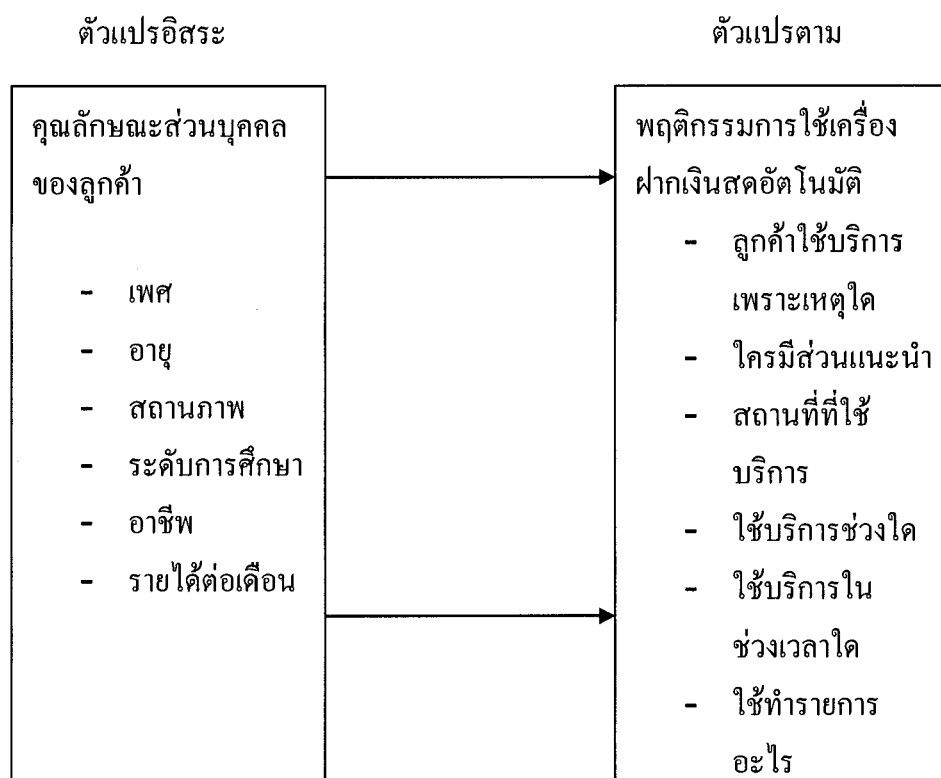 ตัวแปรอิสระ
ตัวแปรตาม
คุณลักษณะส่วนบุคคล
ของลูกค้า
- เพศ
- อายุ
- สถานภาพ
- ระดับการศึกษา
- อาชีพ
- รายได้ต่อเดือน
พฤติกรรมการใช้เครื่อง
ฝากเงินสดอัตโนมัติ
- ลูกค้าใช้บริการ
เพราะเหตุใด
- ใครมีส่วนแนะนำ
- สถานที่ที่ใช้
บริการ
- ใช้บริการช่วงใด
- ใช้บริการใน
ช่วงเวลาใด
- ใช้ทำรายการ
อะไร